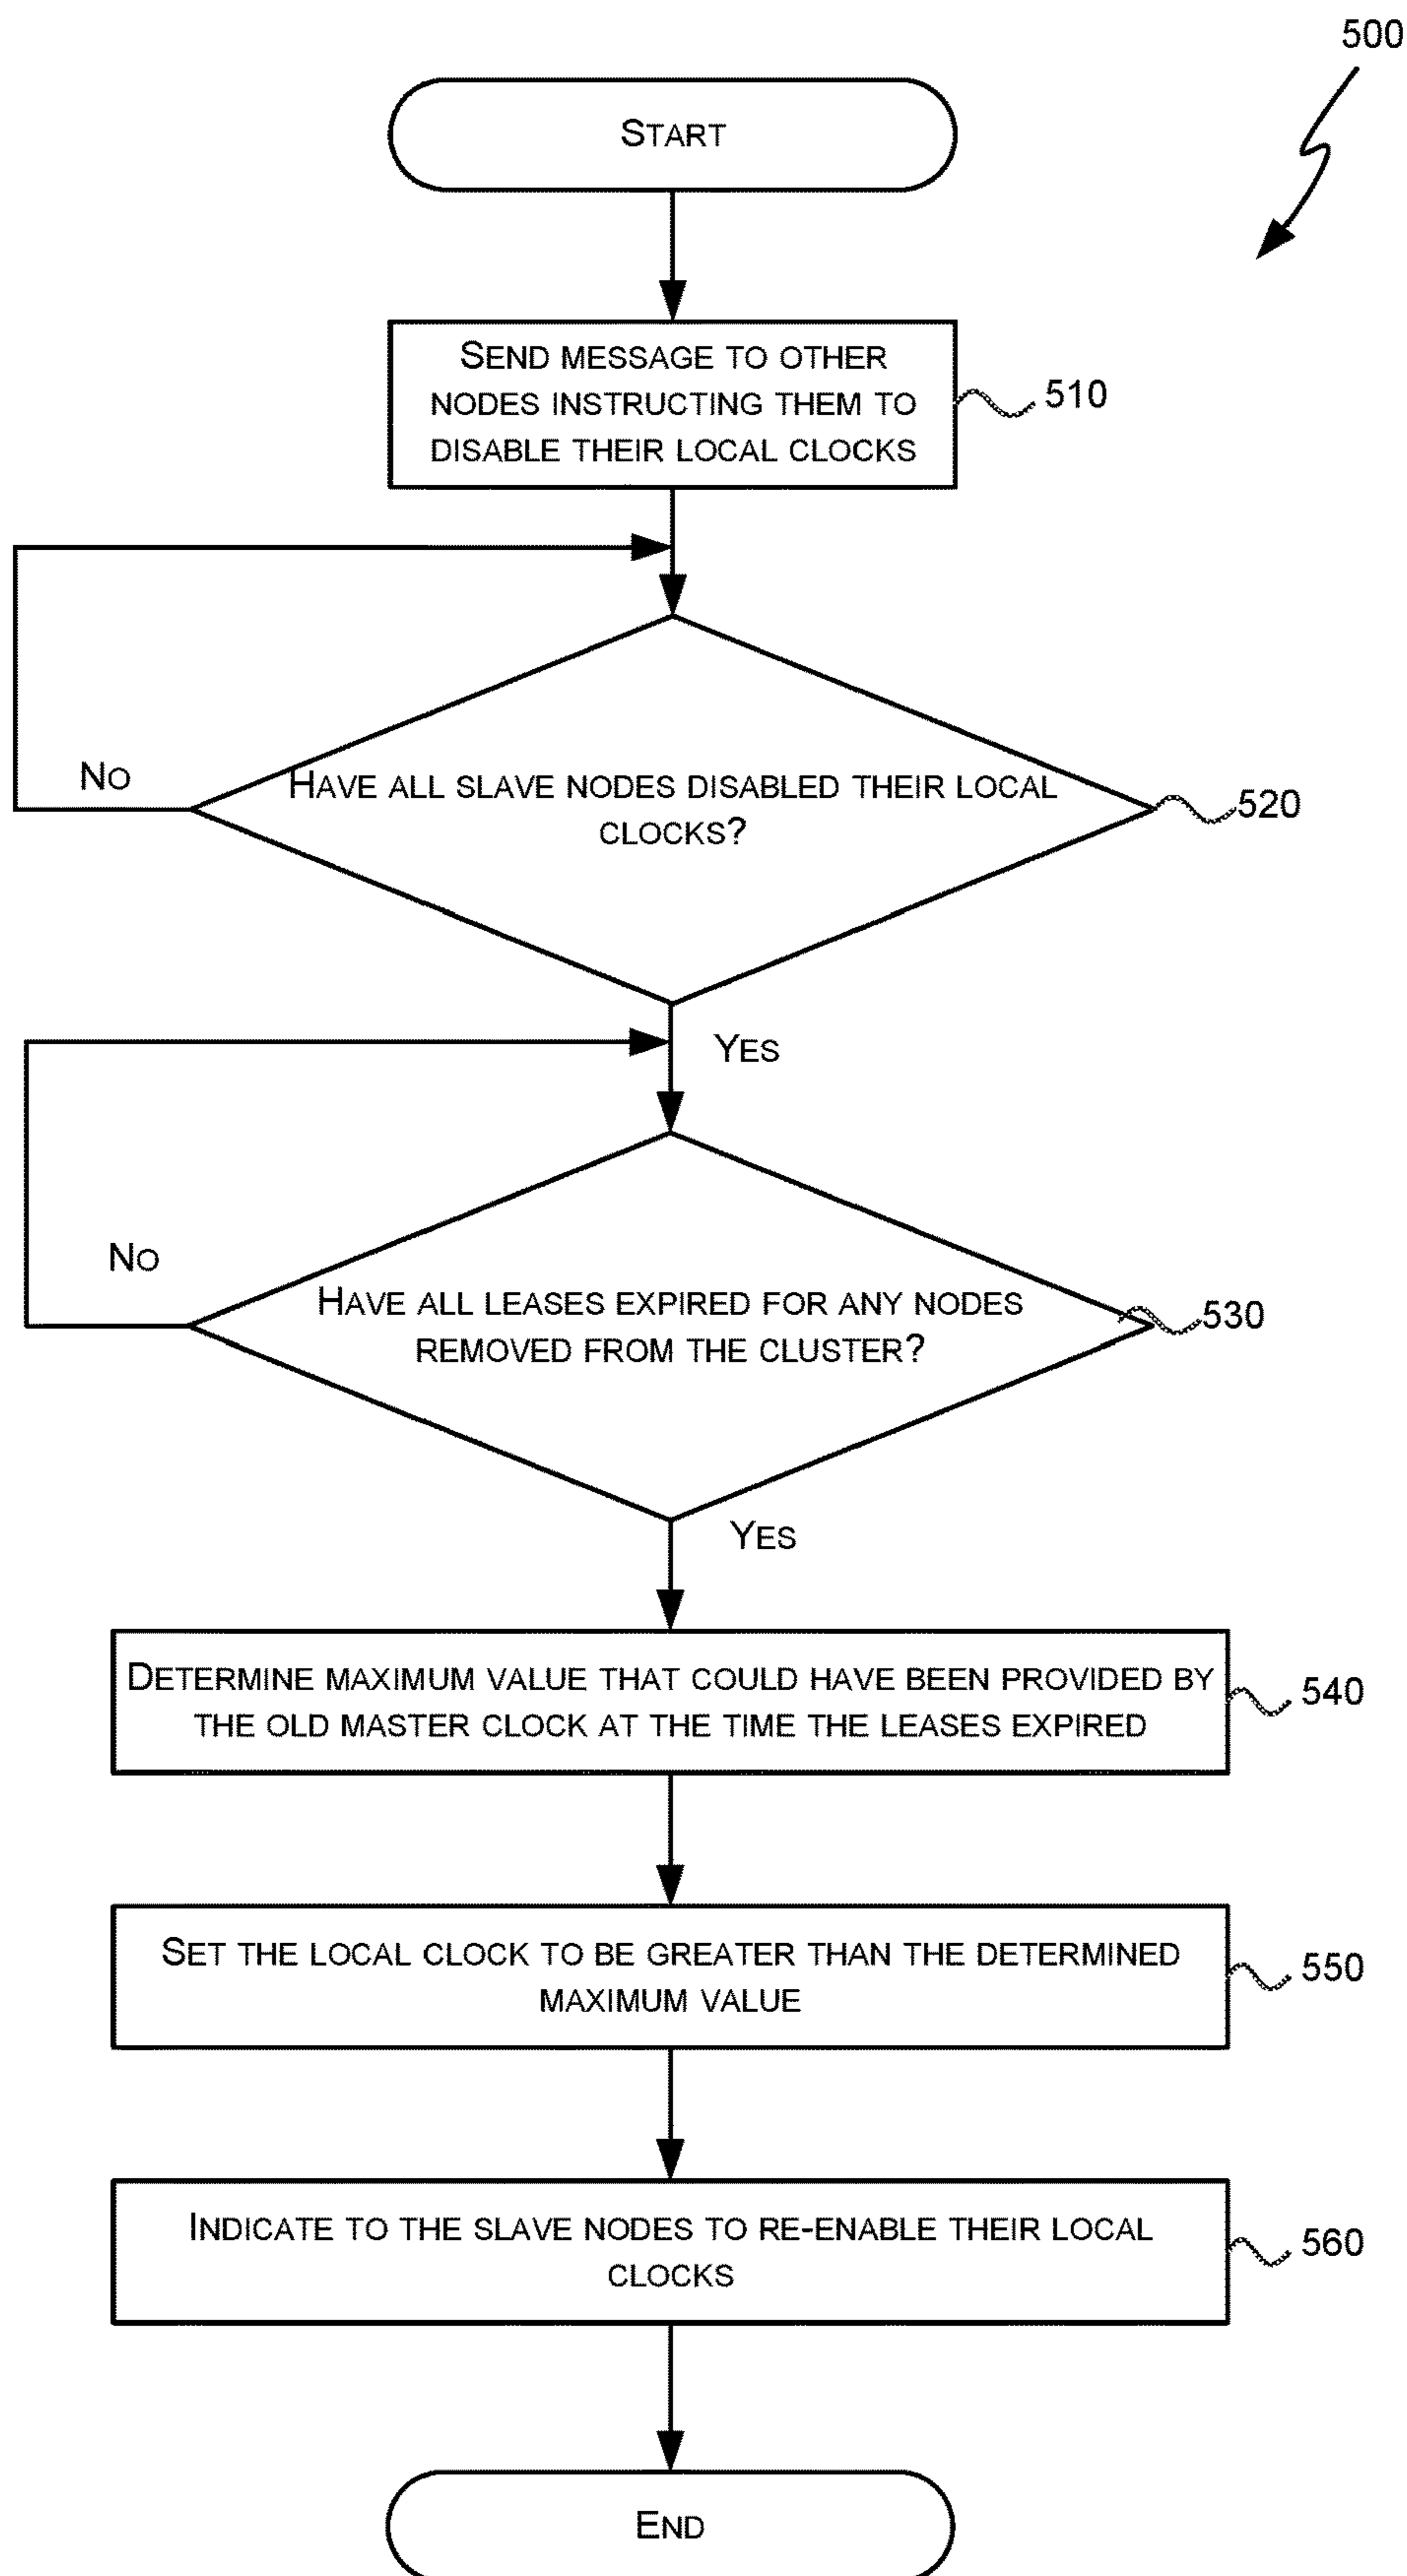 500
START
SEND MESSAGE TO OTHER
NODES INSTRUCTING THEM TO
DISABLE THEIR LOCAL CLOCKS
510
NO
HAVE ALL SLAVE NODES DISABLED THEIR LOCAL
CLOCKS?
520
YES
NO
HAVE ALL LEASES EXPIRED FOR ANY NODES
REMOVED FROM THE CLUSTER?
530
YES
DETERMINE MAXIMUM VALUE THAT COULD HAVE BEEN PROVIDED BY
THE OLD MASTER CLOCK AT THE TIME THE LEASES EXPIRED
540
SET THE LOCAL CLOCK TO BE GREATER THAN THE DETERMINED
MAXIMUM VALUE
550
INDICATE TO THE SLAVE NODES TO RE-ENABLE THEIR LOCAL
CLOCKS
560
END